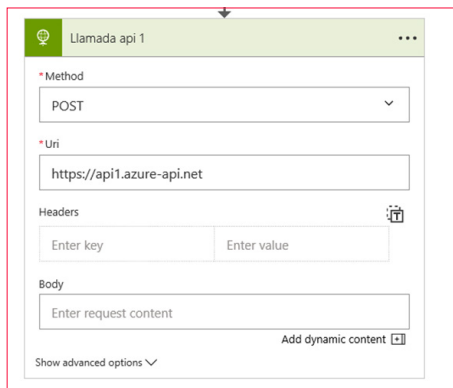 Llamada api 1
* Method
POST
* Uri
https://api1.azure-api.net
Headers
T
Enter key Enter value
Body
Enter request content
Add dynamic content
Show advanced options